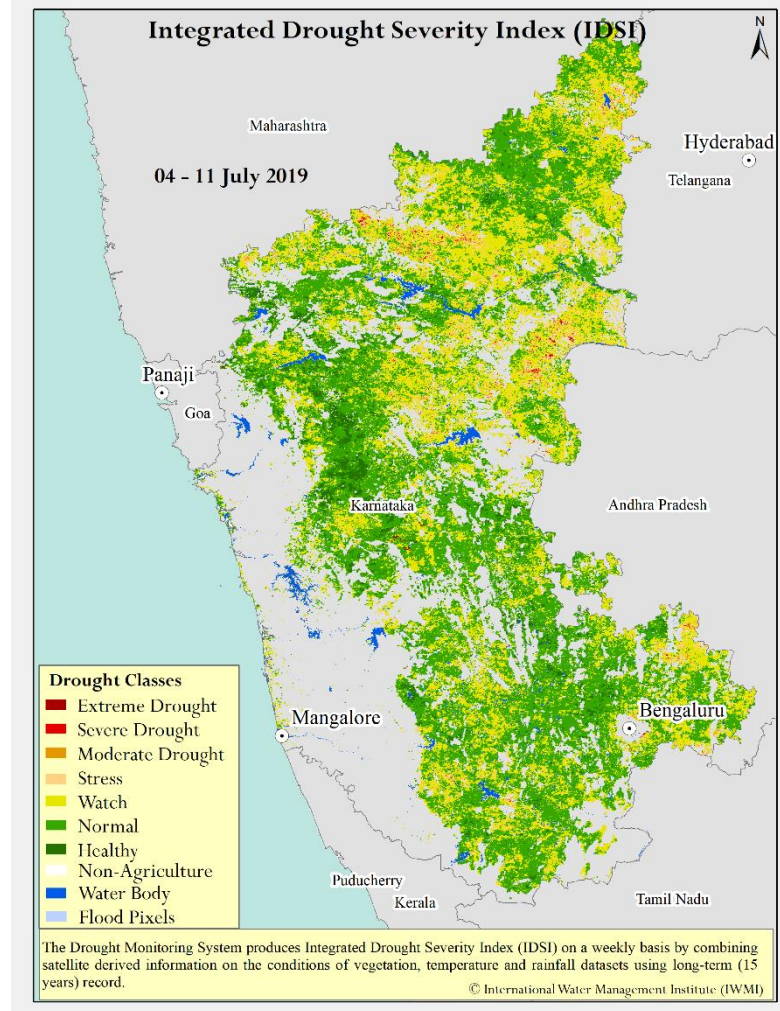 Integrated Drought Severity Index (IDSI)
N
Maharashtra
Hyderabad
04 - 11 July 2019
Telangana
Panaji
Goa
Karnataka
Andhra Pradesh
Drought Classes
Extreme Drought
Severe Drought
Moderate Drought
Stress
Watch
Normal
Healthy
Non-Agriculture
Water Body
Flood Pixels
Mangalore
Bengaluru
Puducherry
Kerala
Tamil Nadu
The Drought Monitoring System produces Integrated Drought Severity Index (IDSI) on a weekly basis by combining
satellite derived information on the conditions of vegetation, temperature and rainfall datasets using long-term (15
years) record.
© International Water Management Institute (IWMI)